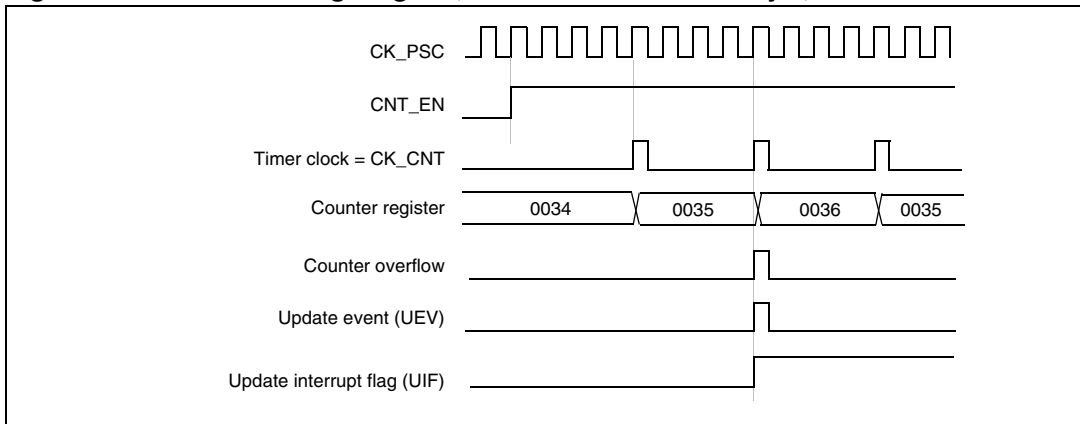 CK_PSC
CNT_EN
Timer clock = CK_CNT
Counter register 0034 0035 0036 0035
Counter overflow
Update event (UEV)
Update interrupt flag (UIF)